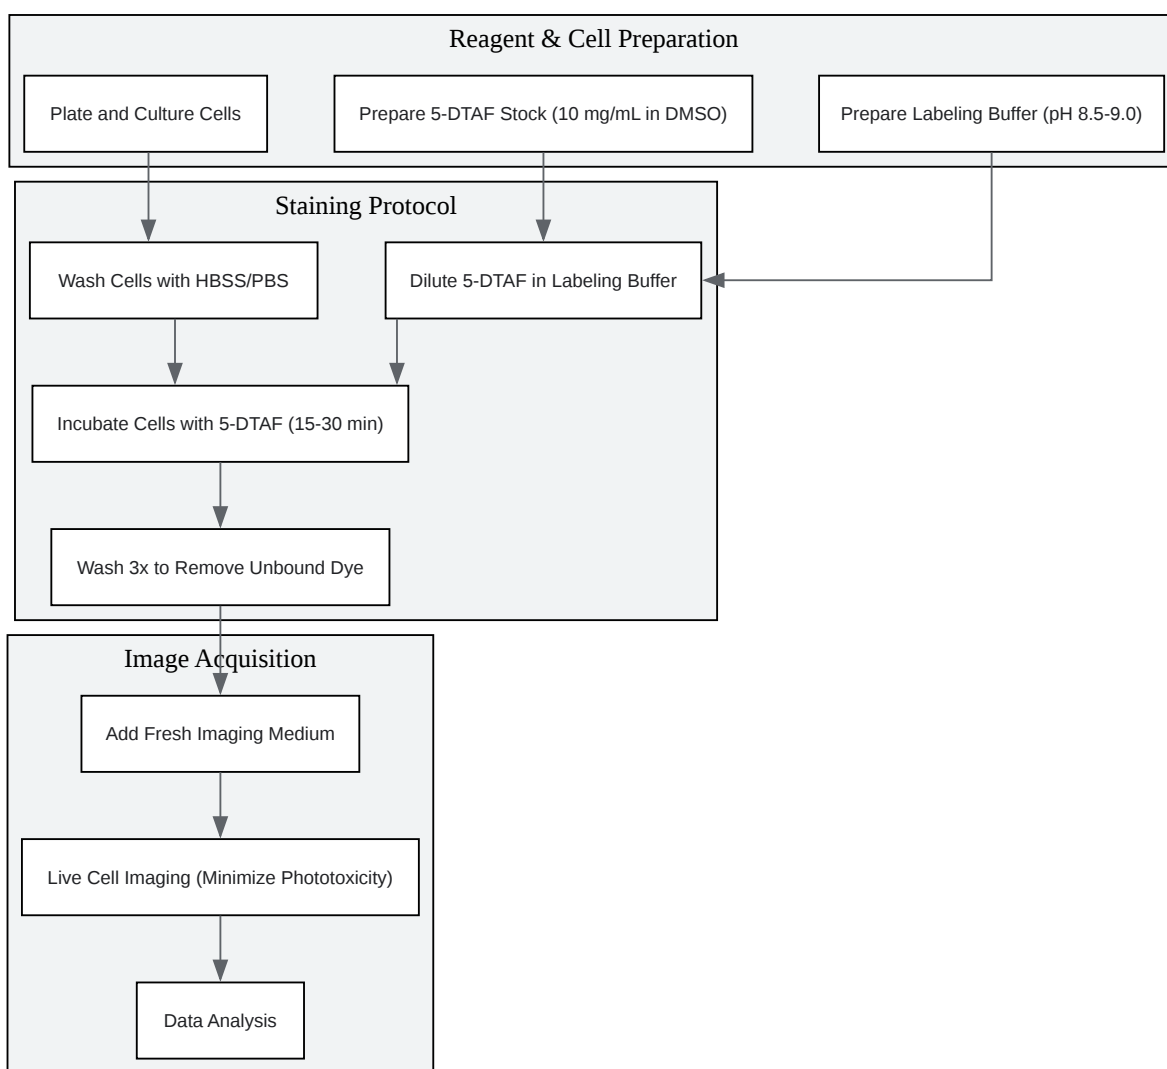 Reagent & Cell Preparation
Plate and Culture Cells
Prepare 5-DTAF Stock (10 mg/mL in DMSO)
Prepare Labeling Buffer (pH 8.5-9.0)
Staining Protocol
Wash Cells with HBSS/PBS
Dilute 5-DTAF in Labeling Buffer
Incubate Cells with 5-DTAF (15-30 min)
Wash 3x to Remove Unbound Dye
Image Acquisition
Add Fresh Imaging Medium
Live Cell Imaging (Minimize Phototoxicity)
Data Analysis